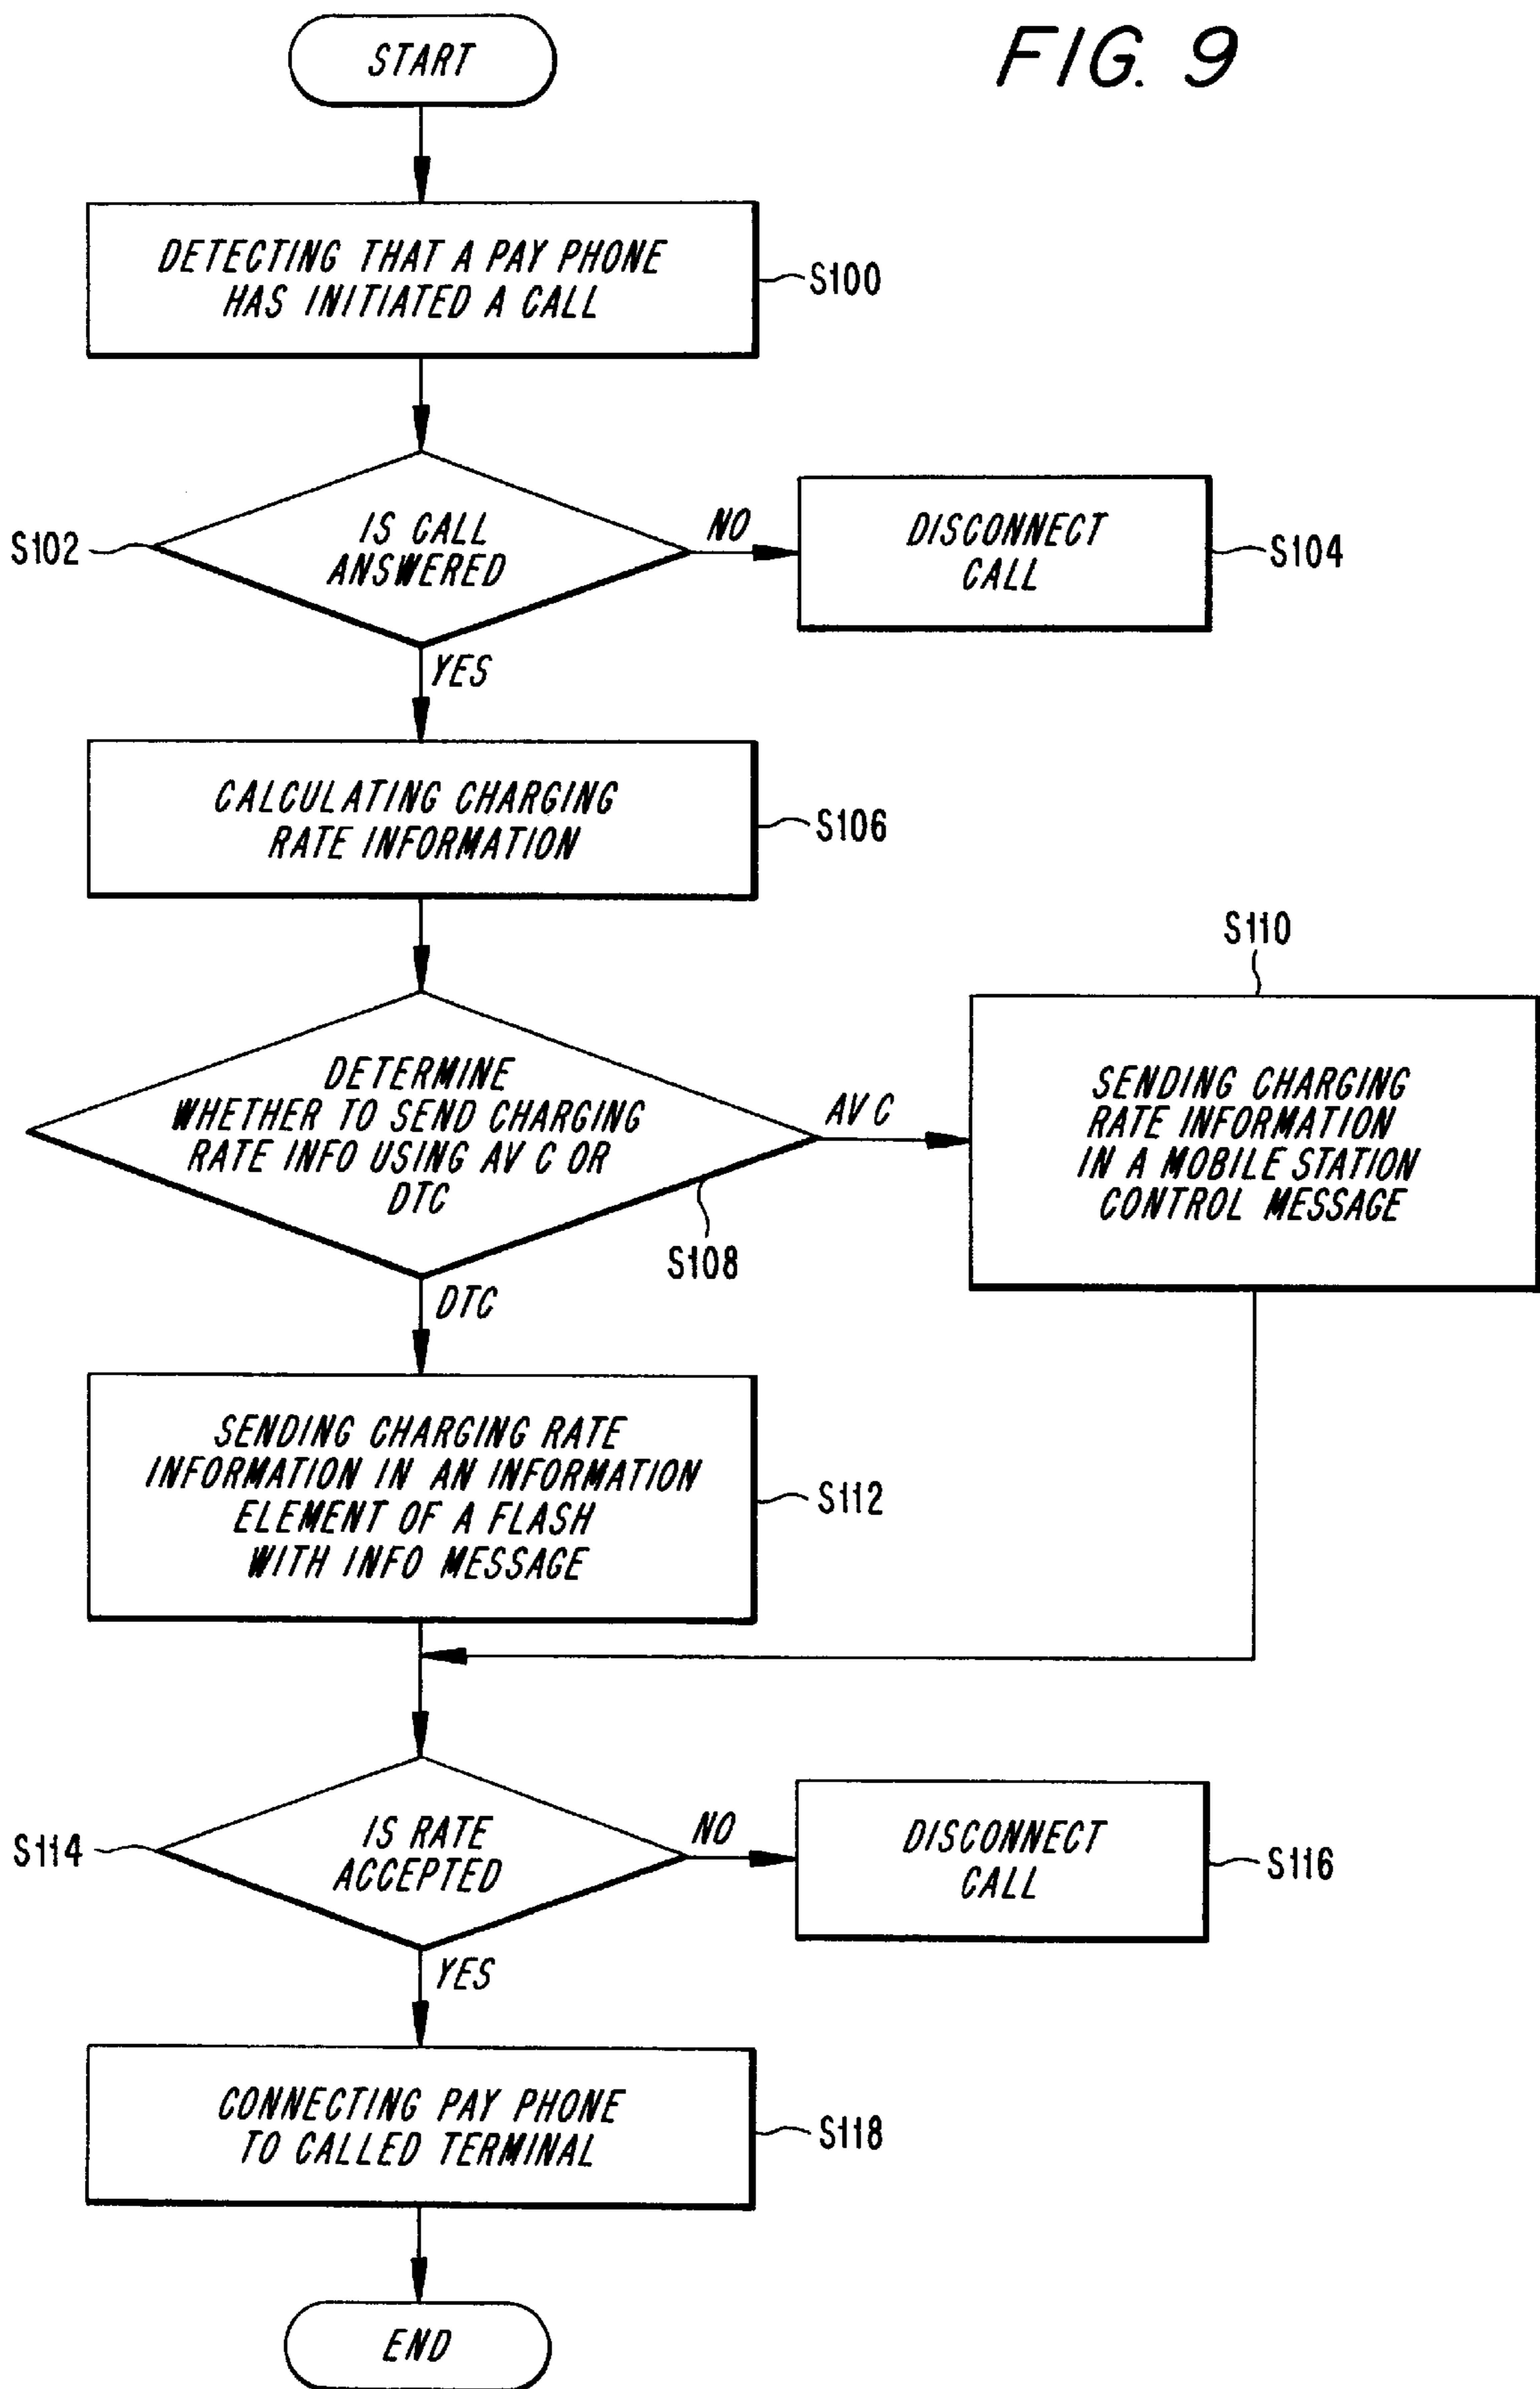 FIG. 9
START
DETECTING THAT A PAY PHONE
HAS INITIATED A CALL
S100
S102
IS CALL
ANSWERED
NO
DISCONNECT
CALL
S104
YES
CALCULATING CHARGING
RATE INFORMATION
S106
DETERMINE
WHETHER TO SEND CHARGING
RATE INFO USING AV C OR
DTC
S108
AV C
S110
SENDING CHARGING
RATE INFORMATION
IN A MOBILE STATION
CONTROL MESSAGE
DTC
SENDING CHARGING RATE
INFORMATION IN AN INFORMATION
ELEMENT OF A FLASH
WITH INFO MESSAGE
S112
S114
IS RATE
ACCEPTED
NO
DISCONNECT
CALL
S116
YES
CONNECTING PAY PHONE
TO CALLED TERMINAL
S118
END